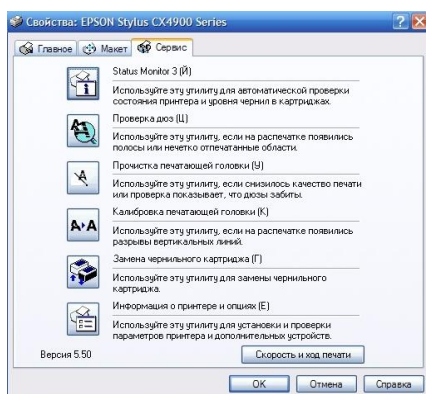 Свойства: EPSON Stylus CX4900 Series
Главное Макет Сервис
Status Monitor 3 (Й)
Используйте эту утилиту для автоматической проверки
состояния принтера и уровня чернил в картриджах.
Проверка дюз (Ц)
Используйте эту утилиту, если на распечатке появились
полосы или нечетко отпечатанные области.
Прочистка печатающей головки (У)
Используйте эту утилиту, если снизилось качество печати
или проверка показывает, что дюзы забиты.
Калибровка печатающей головки (К)
Используйте эту утилиту, если на распечатке появились
разрывы вертикальных линий.
Замена чернильного картриджа (Г)
Используйте эту утилиту для замены чернильного
картриджа.
Информация о принтере и опциях (Е)
Используйте эту утилиту для установки и проверки
параметров принтера и дополнительных устройств.
Версия 5.50 Скорость и ход печати
OK Отмена Справка